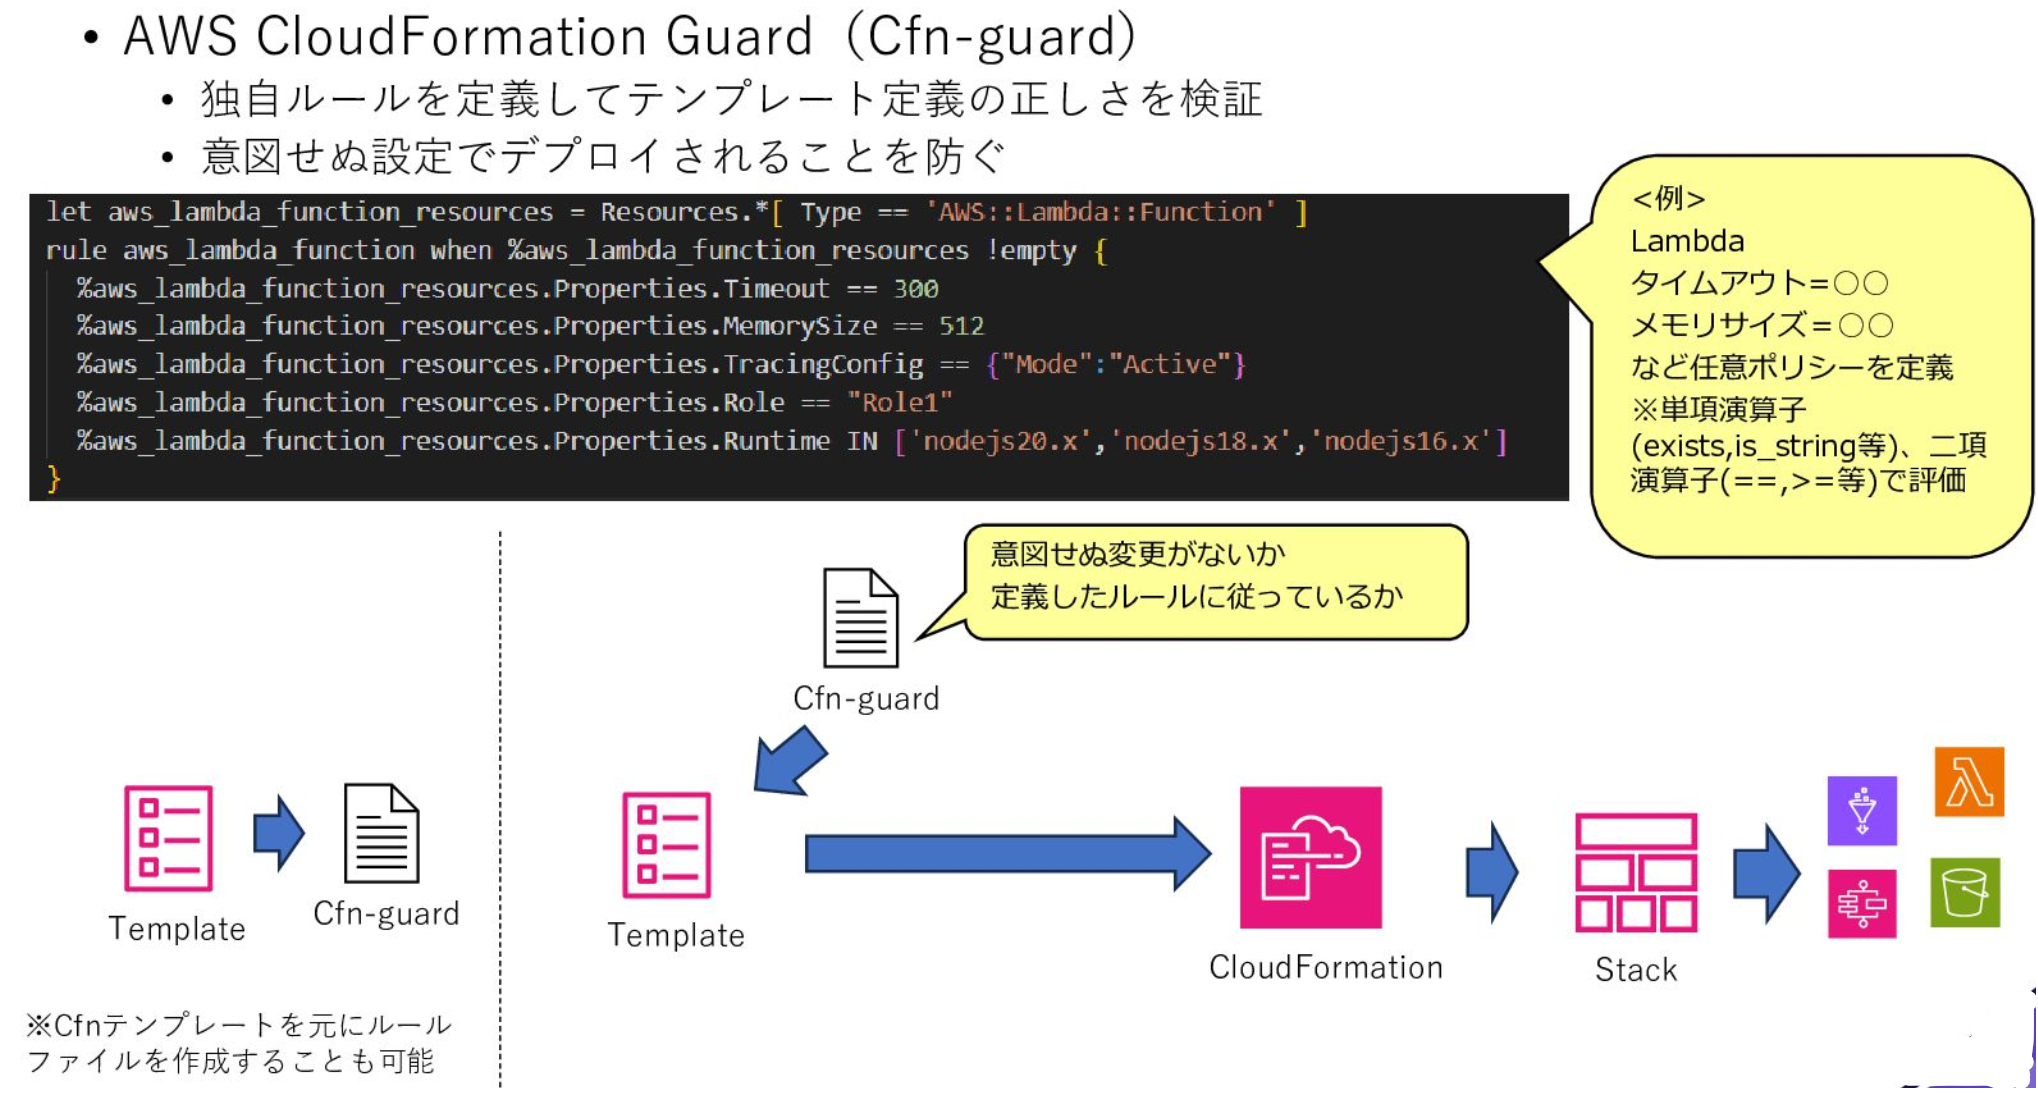 • AWS CloudFormation Guard（Cfn-guard）
• 独自ルールを定義してテンプレート定義の正しさを検証
• 意図せぬ設定でデプロイされることを防ぐ
let aws_lambda_function_resources = Resources.*[ Type == 'AWS::Lambda::Function' ]
rule aws_lambda_function when %aws_lambda_function_resources !empty {
%aws_lambda_function_resources.Properties.Timeout == 300
%aws_lambda_function_resources.Properties.MemorySize == 512
%aws_lambda_function_resources.Properties.TracingConfig == {"Mode":"Active"}
%aws_lambda_function_resources.Properties.Role == "Role1"
%aws_lambda_function_resources.Properties.Runtime IN ['nodejs20.x','nodejs18.x','nodejs16.x']
}
<例>
Lambda
タイムアウト=○○
メモリサイズ＝○○
など任意ポリシーを定義
※単項演算子
(exists,is_string等)、二項
演算子(==,>=等)で評価
意図せぬ変更がないか
定義したルールに従っているか
Cfn-guard
Template
Cfn-guard
Template
CloudFormation
Stack
※Cfnテンプレートを元にルール
ファイルを作成することも可能